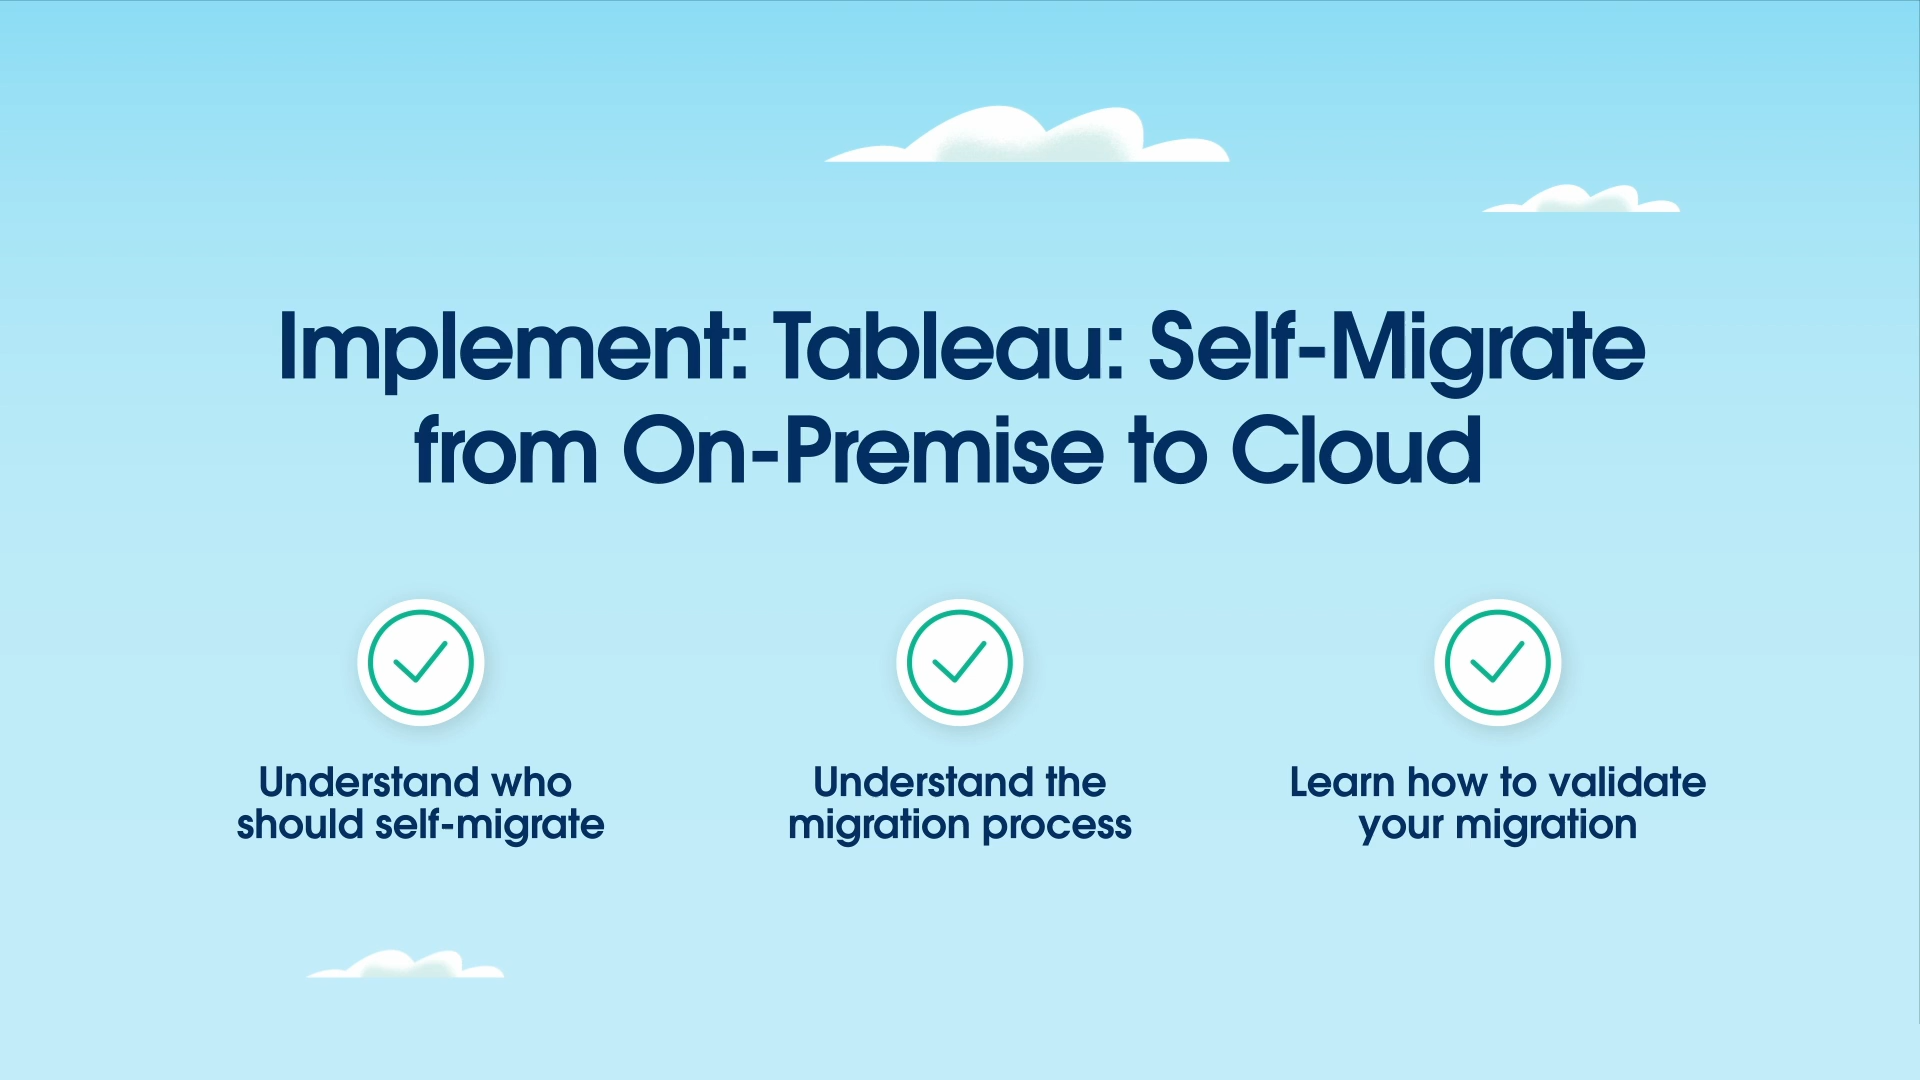 Implement: Tableau: Self-Migrate
from On-Premise to Cloud
Understand who
should self-migrate
Understand the
migration process
Learn how to validate
your migration